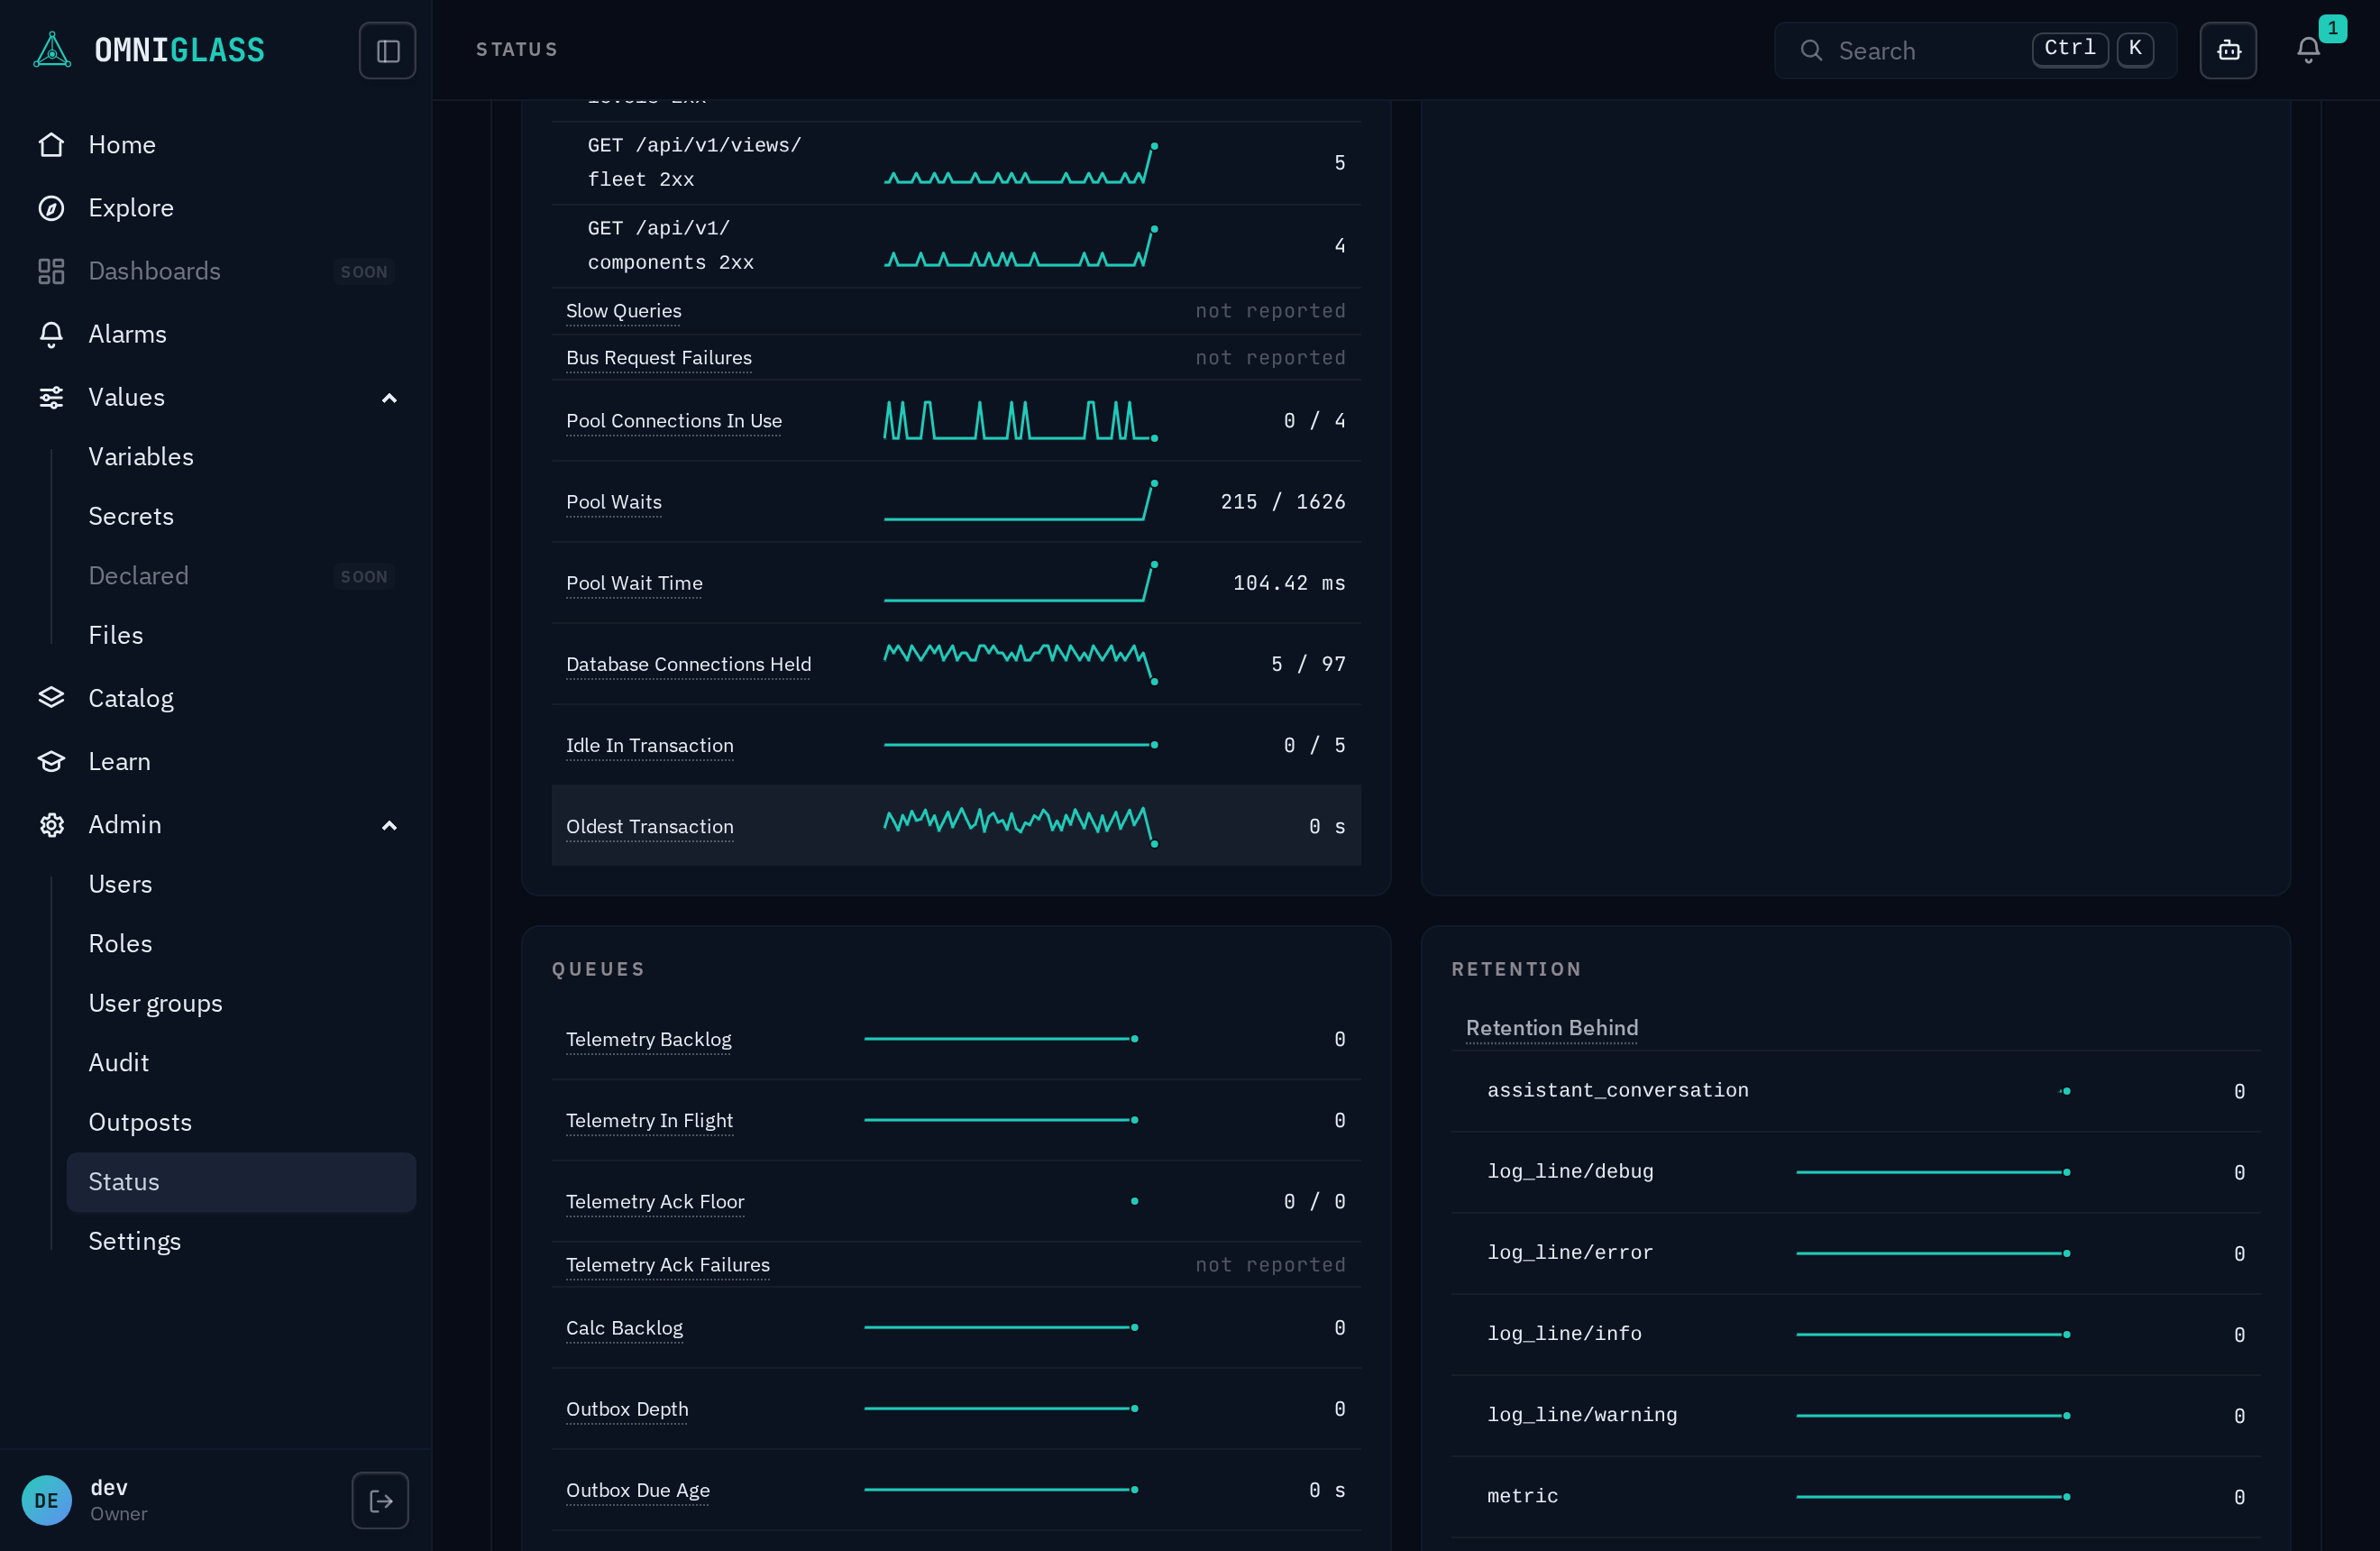 OMNIGLASS
Home
Explore
Dashboards SOON
Alarms
Values
Variables
Secrets
Declared SOON
Files
Catalog
Learn
Admin
Users
Roles
User groups
Audit
Outposts
Status
Settings
DE
dev
Owner
STATUS
Search Ctrl K
1
GET /api/v1/views/
fleet 2xx
5
GET /api/v1/
components 2xx
4
Slow Queries not reported
Bus Request Failures not reported
Pool Connections In Use 0 / 4
Pool Waits 215 / 1626
Pool Wait Time 104.42 ms
Database Connections Held 5 / 97
Idle In Transaction 0 / 5
Oldest Transaction 0 s
QUEUES
Telemetry Backlog 0
Telemetry In Flight 0
Telemetry Ack Floor 0 / 0
Telemetry Ack Failures not reported
Calc Backlog 0
Outbox Depth 0
Outbox Due Age 0 s
RETENTION
Retention Behind
assistant_conversation 0
log_line/debug 0
log_line/error 0
log_line/info 0
log_line/warning 0
metric 0